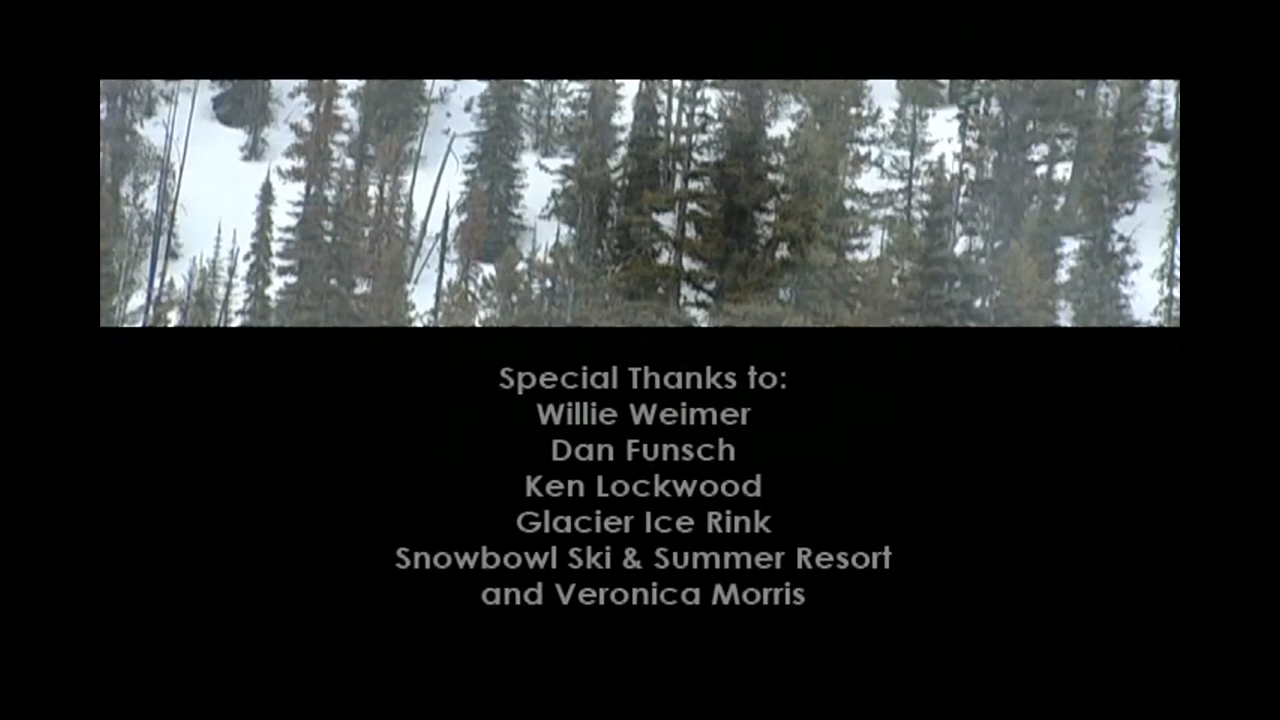 Special Thanks to:
Willie Weimer
Dan Funsch
Ken Lockwood
Glacier Ice Rink
Snowbowl Ski & Summer Resort
and Veronica Morris